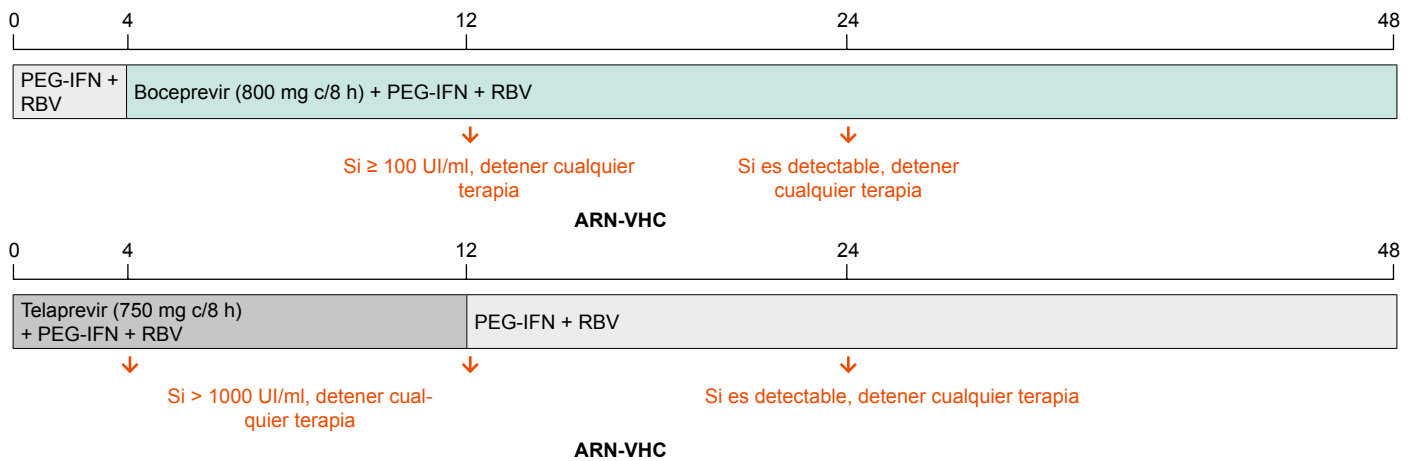 0 4 12 24 48
PEG-IFN +
RBV
Boceprevir (800 mg c/8 h) + PEG-IFN + RBV
Si ≥ 100 UI/ml, detener cualquier
terapia
Si es detectable, detener
cualquier terapia
ARN-VHC
0 4 12 24 48
Telaprevir (750 mg c/8 h)
+ PEG-IFN + RBV
PEG-IFN + RBV
Si > 1000 UI/ml, detener cual-
quier terapia
Si es detectable, detener cualquier terapia
ARN-VHC